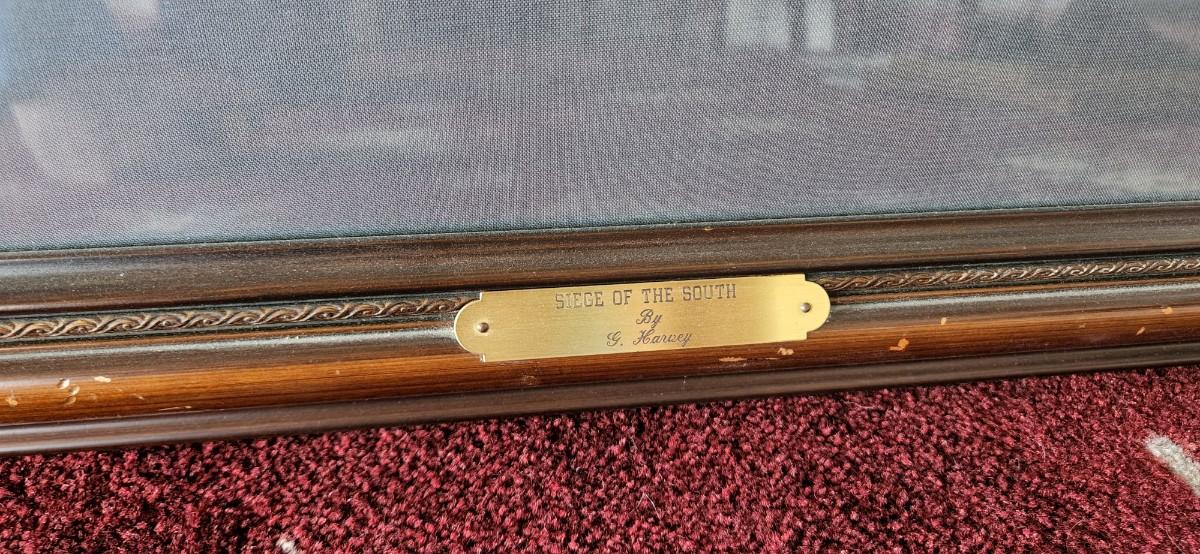 SIEGE OF THE SOUTH
By
G. Harvey